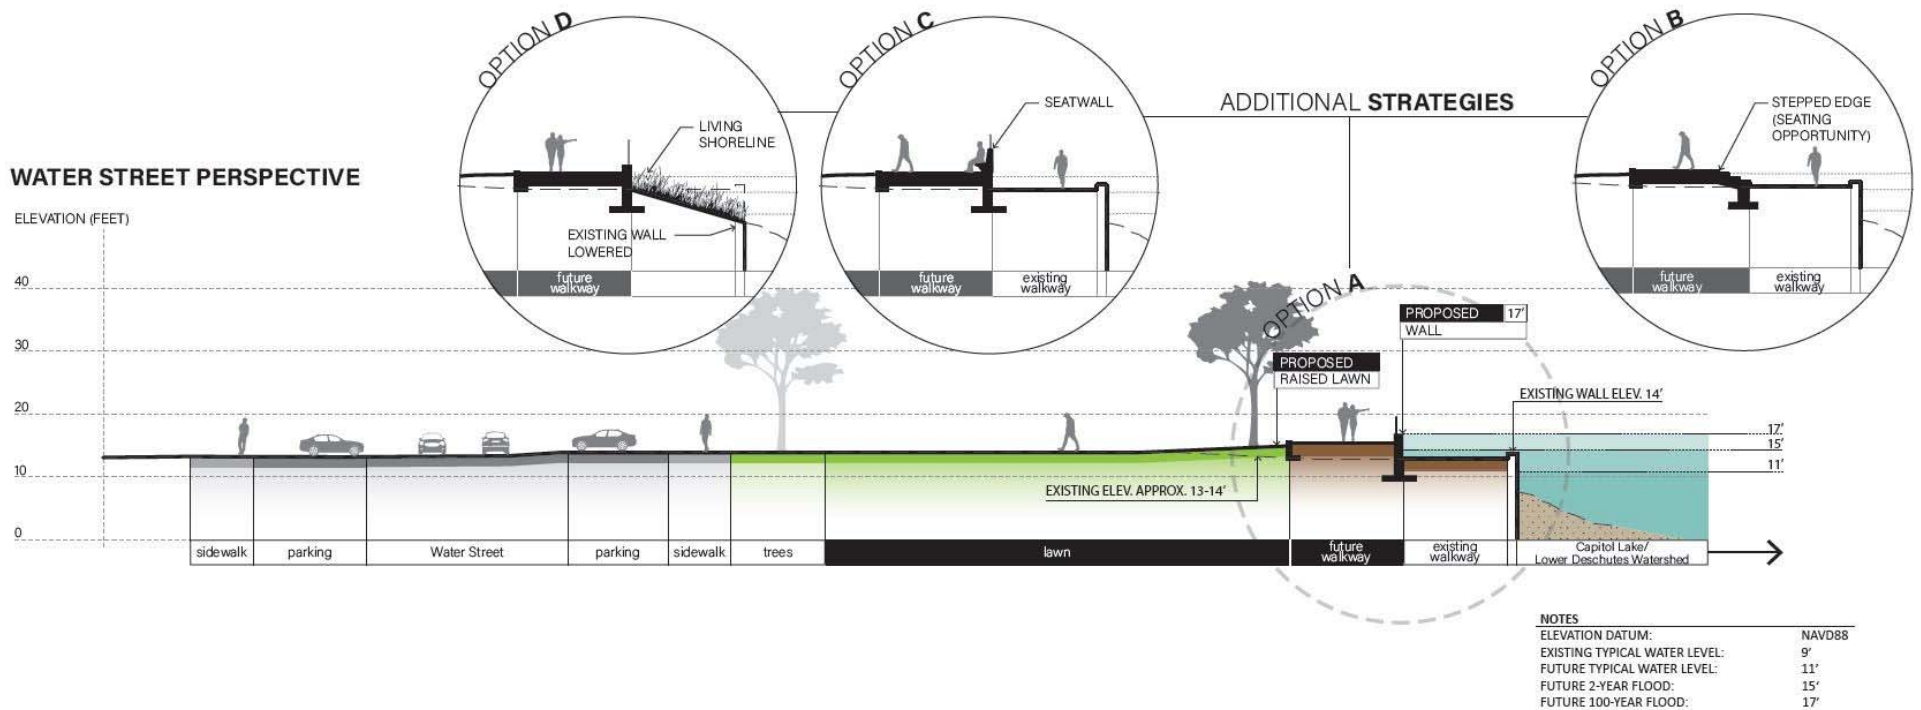 OPTION D
OPTION C
OPTION B
ADDITIONAL STRATEGIES
LIVING
SHORELINE
SEATWALL
STEPPED EDGE
(SEATING
OPPORTUNITY)
WATER STREET PERSPECTIVE
ELEVATION (FEET)
EXISTING WALL
LOWERED
future
walkway
future
walkway
existing
walkway
future
walkway
existing
walkway
40
30
20
10
0
OPTION A
PROPOSED 17'
WALL
PROPOSED
RAISED LAWN
EXISTING WALL ELEV. 14'
17'
15'
11'
EXISTING ELEV. APPROX. 13-14'
sidewalk
parking
Water Street
parking
sidewalk
trees
lawn
future
walkway
existing
walkway
Capitol Lake/
Lower Deschutes Watershed
NOTES
ELEVATION DATUM: NAVD88
EXISTING TYPICAL WATER LEVEL: 9'
FUTURE TYPICAL WATER LEVEL: 11'
FUTURE 2-YEAR FLOOD: 15'
FUTURE 100-YEAR FLOOD: 17'